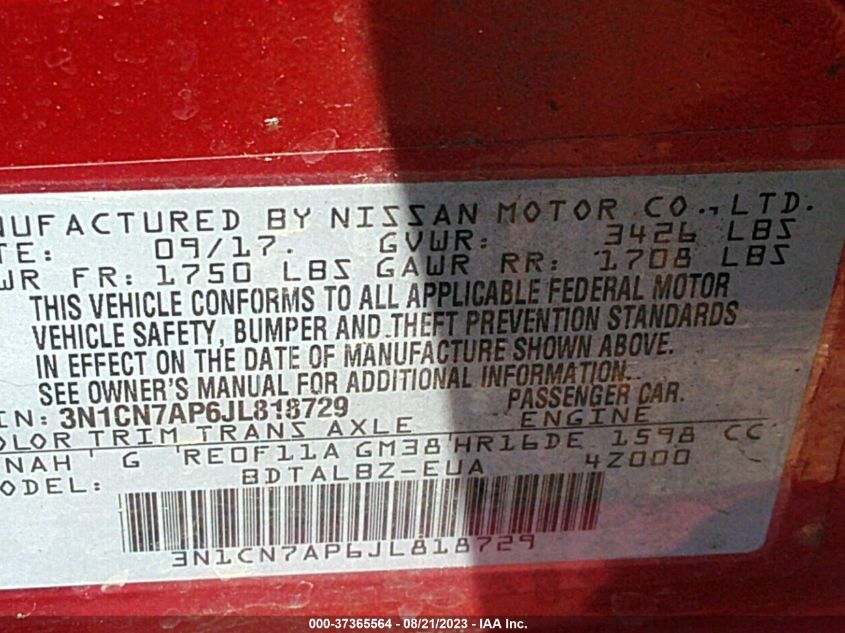 NUFACTURED BY NISSAN MOTOR CO., LTD.
TE: 09/17. GVWR: 3426 LBS
WR FR: 1750 LBS GAWR RR: 1708 LBS
THIS VEHICLE CONFORMS TO ALL APPLICABLE FEDERAL MOTOR
VEHICLE SAFETY, BUMPER AND THEFT PREVENTION STANDARDS
IN EFFECT ON THE DATE OF MANUFACTURE SHOWN ABOVE.
SEE OWNER'S MANUAL FOR ADDITIONAL INFORMATION.
IN: 3N1CN7AP6JL818729 PASSENGER CAR.
OLOR TRIM TRANS AXLE ENGINE
NAH G RE0F11A GM38 HR16DE 1598 CC
ODEL: BDTALBZ-EUA 4Z000
3N1CN7AP6JL818729
000-37365564 - 08/21/2023 - IAA Inc.